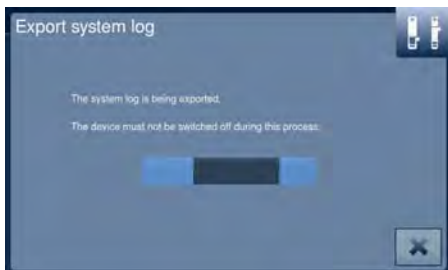 Export system log
The system log is being exported.
The device must not be switched off during this process.